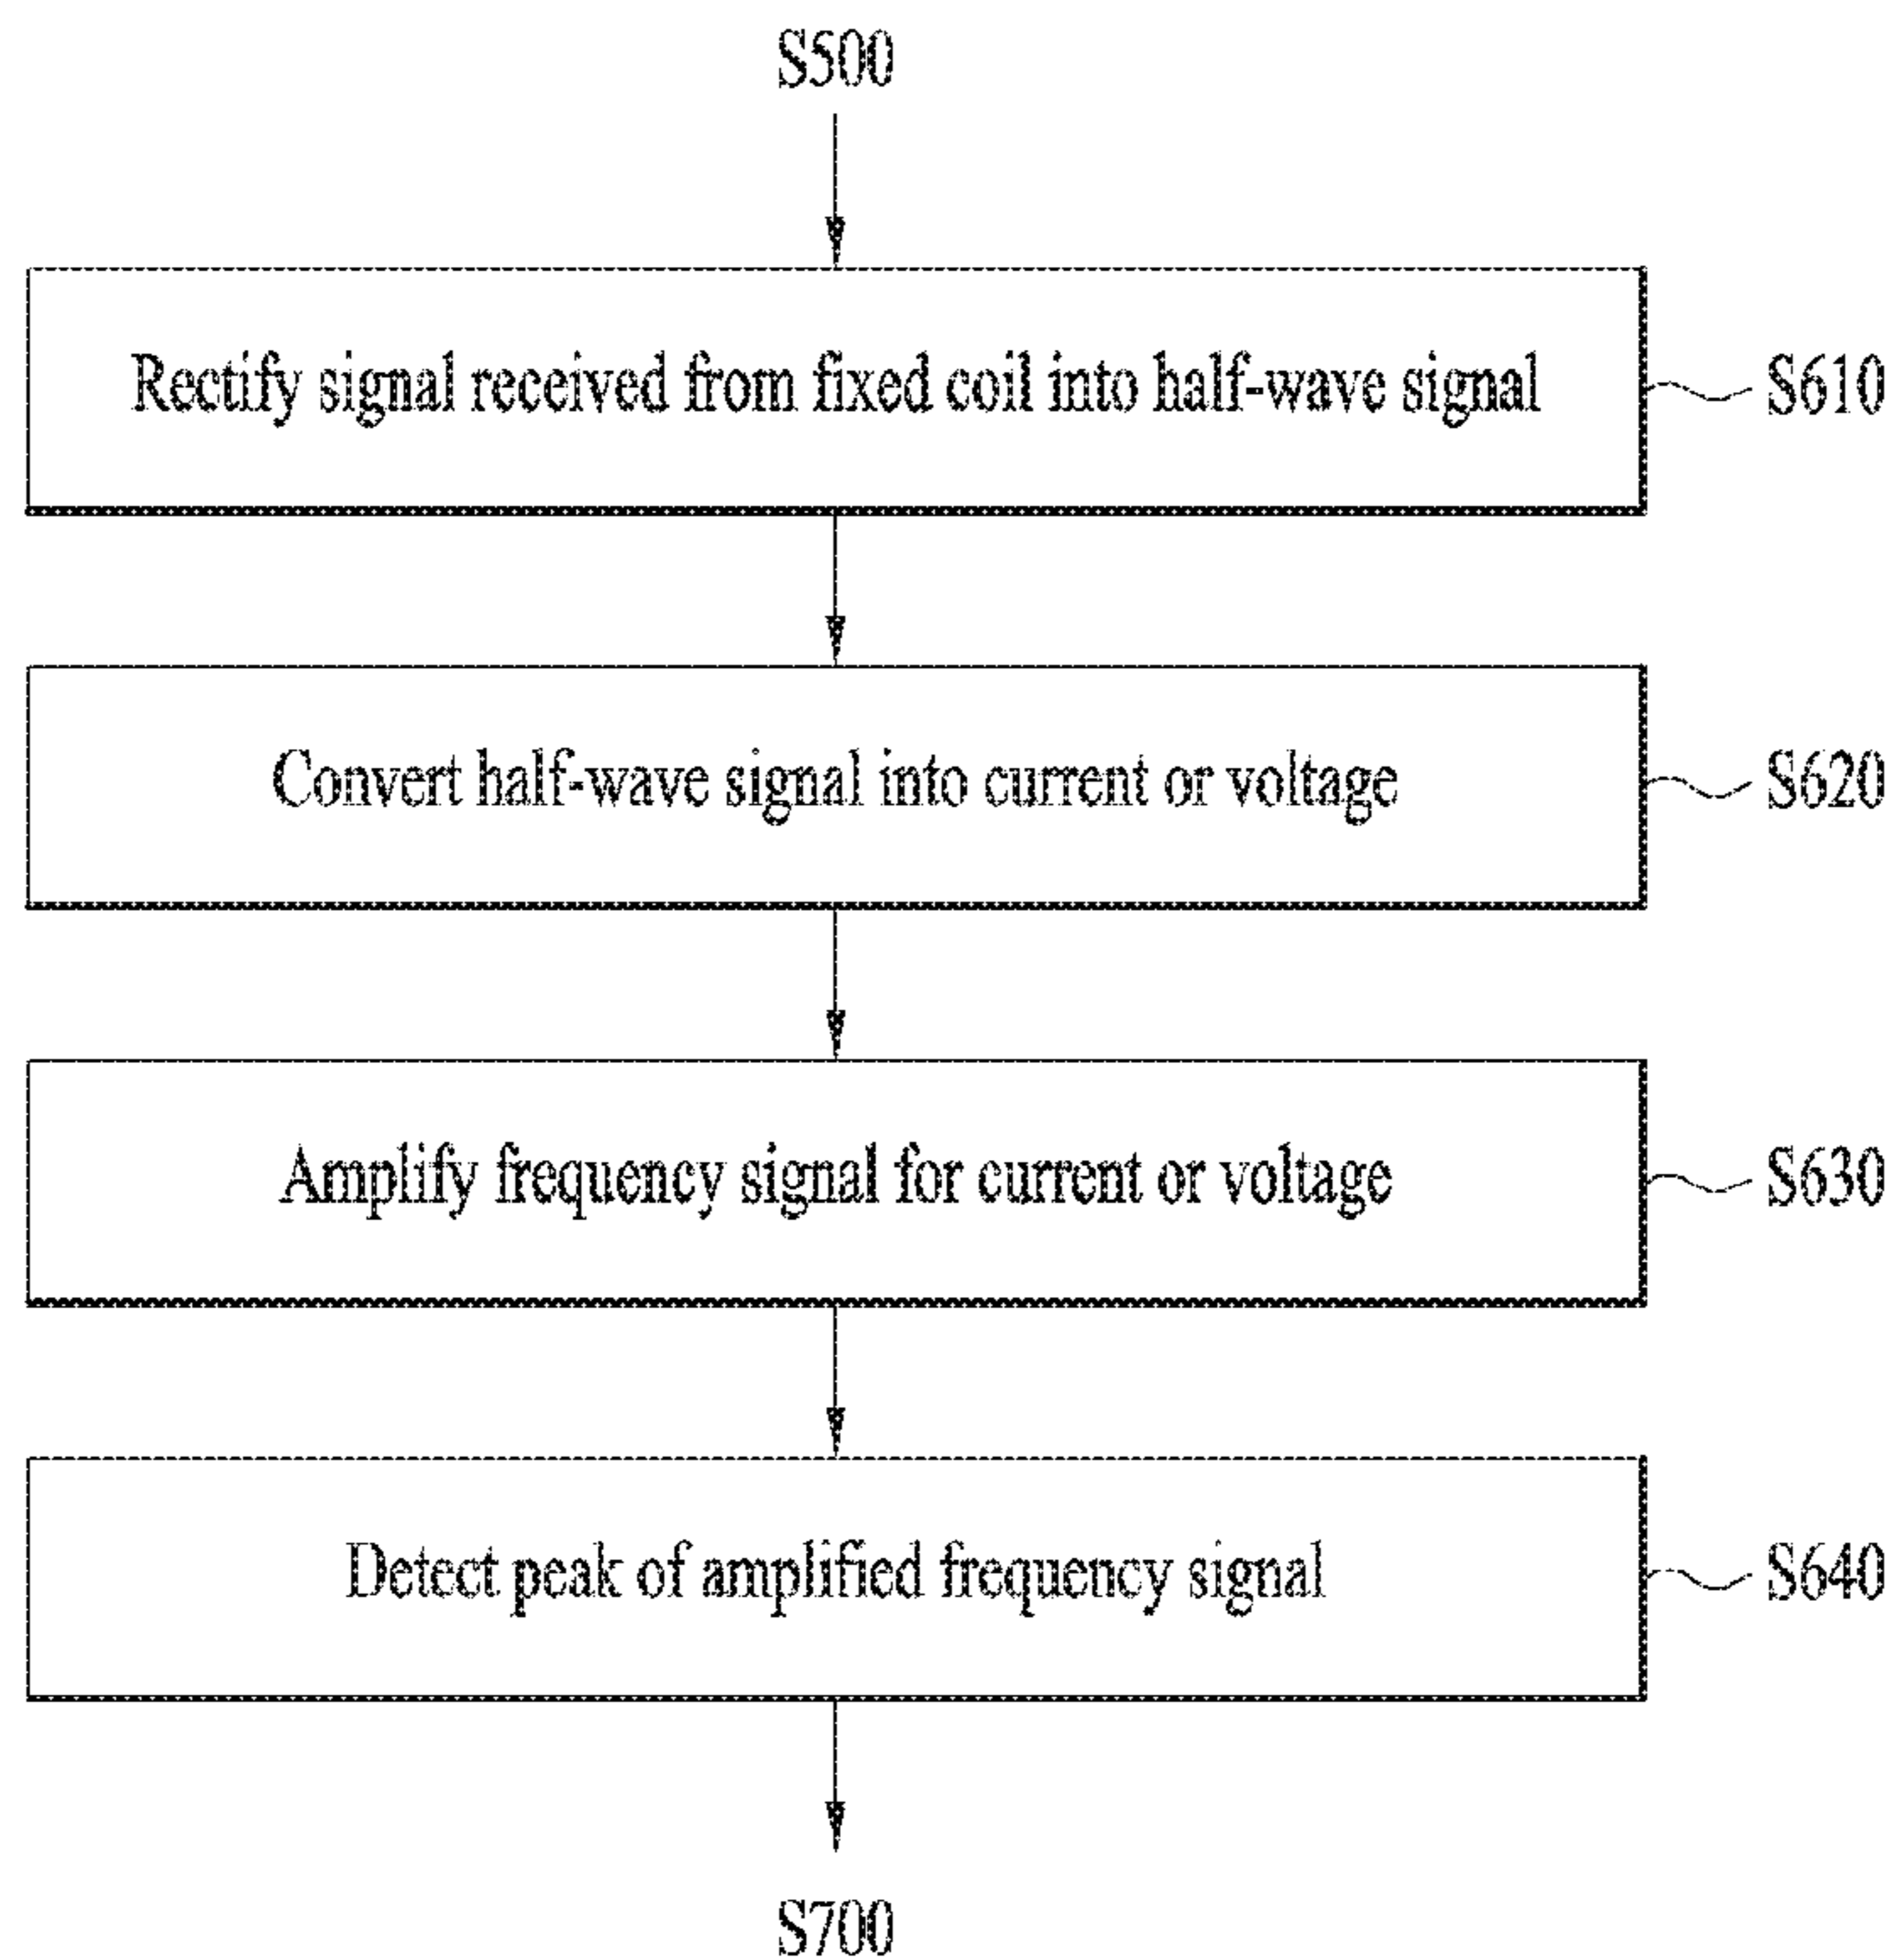 S500
Rectify signal received from fixed coil into half-wave signal
S610
Convert half-wave signal into current or voltage
S620
Amplify frequency signal for current or voltage
S630
Detect peak of amplified frequency signal
S640
S700